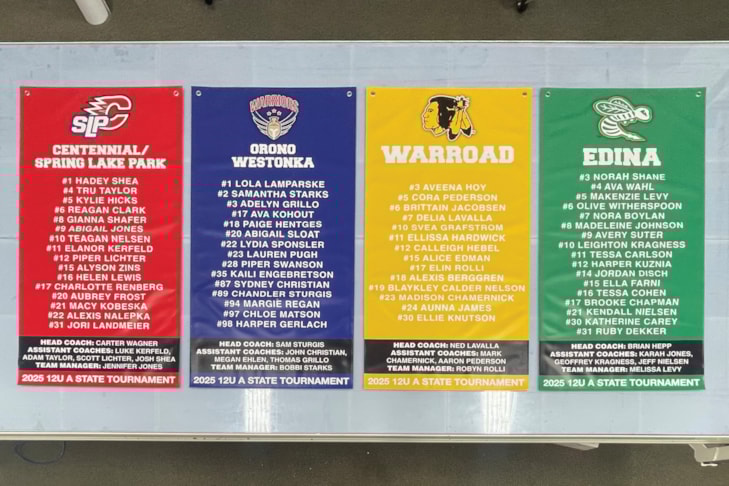 SLP
CENTENNIAL/
SPRING LAKE PARK
#1 HADEY SHEA
#4 TRU TAYLOR
#5 KYLIE HICKS
#6 REAGAN CLARK
#8 GIANNA SHAFER
#9 ABIGAIL JONES
#10 TEAGAN NELSEN
#11 ELANOR KERFELD
#12 PIPER LICHTER
#15 ALYSON ZINS
#16 HELEN LEWIS
#17 CHARLOTTE RENBERG
#20 AUBREY FROST
#21 MACY KOBESKA
#22 ALEXIS NALEPKA
#31 JORI LANDMEIER
HEAD COACH: CARTER WAGNER
ASSISTANT COACHES: LUKE KERFELD,
ADAM TAYLOR, SCOTT LICHTER, JOSH SHEA
TEAM MANAGER: JENNIFER JONES
2025 12U A STATE TOURNAMENT
WARRIORS
ORONO
WESTONKA
#1 LOLA LAMPARSKE
#2 SAMANTHA STARKS
#3 ADELYN GRILLO
#17 AVA KOHOUT
#18 PAIGE HENTGES
#20 ABIGAIL SLOAT
#22 LYDIA SPONSLER
#23 LAUREN PUGH
#28 PIPER SWANSON
#35 KAILI ENGEBRETSON
#87 SYDNEY CHRISTIAN
#89 CHANDLER STURGIS
#94 MARGIE REGAN
#97 CHLOE MATSON
#98 HARPER GERLACH
HEAD COACH: SAM STURGIS
ASSISTANT COACHES: JOHN CHRISTIAN,
MEGAN EHLEN, THOMAS GRILLO
TEAM MANAGER: BOBBI STARKS
2025 12U A STATE TOURNAMENT
WARROAD
#3 AVEENA HOY
#5 CORA PEDERSON
#6 BRITTAIN JACOBSEN
#7 DELIA LAVALLA
#10 SVEA GRAFSTROM
#11 ELLISSA HARDWICK
#12 CALLEIGH HEBEL
#15 ALICE EDMAN
#17 ELIN ROLLI
#18 ALEXIS BERGGREN
#19 BLAYKLEY CALDER NELSON
#23 MADISON CHAMERNICK
#24 AUNNA JAMES
#30 ELLIE KNUTSON
HEAD COACH: NED LAVALLA
ASSISTANT COACHES: MARK
CHAMERNICK, AARON PEDERSON
TEAM MANAGER: ROBYN ROLLI
2025 12U A STATE TOURNAMENT
EDINA
#3 NORAH SHANE
#4 AVA WAHL
#5 MAKENZIE LEVY
#6 OLIVE WITHERSPOON
#7 NORA BOYLAN
#8 MADELEINE JOHNSON
#9 AVERY SUTER
#10 LEIGHTON KRAGNESS
#11 TESSA CARLSON
#12 HARPER KUZNIA
#14 JORDAN DISCH
#15 ELLA FARNI
#16 TESSA COHEN
#17 BROOKE CHAPMAN
#21 KENDALL NIELSEN
#30 KATHERINE CAREY
#31 RUBY DEKKER
HEAD COACH: BRIAN HEPP
ASSISTANT COACHES: KARAH JONES,
GEOFFREY KRAGNESS, JEFF NIELSEN
TEAM MANAGER: MELISSA LEVY
2025 12U A STATE TOURNAMENT